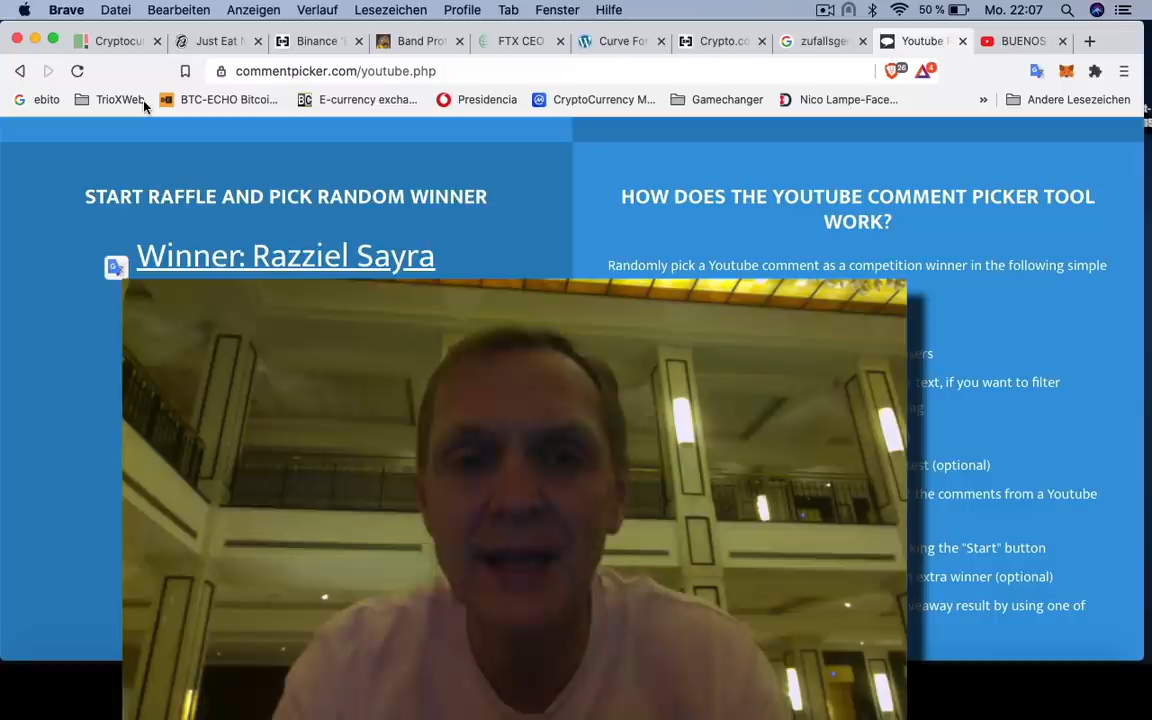 Brave Datei Bearbeiten Anzeigen Verlauf Lesezeichen Profile Tab Fenster Hilfe 50 % Mo. 22:07
Cryptocur Just Eat N Binance "E Band Prot FTX CEO Curve For Crypto.co zufallsger Youtube P BUENOS
commentpicker.com/youtube.php 26 4
ebito TrioXWeb BTC-ECHO Bitcoi... E-currency excha... Presidencia CryptoCurrency M... Gamechanger Nico Lampe-Face... » Andere Lesezeichen
START RAFFLE AND PICK RANDOM WINNER
Winner: Razziel Sayra
HOW DOES THE YOUTUBE COMMENT PICKER TOOL
WORK?
Randomly pick a Youtube comment as a competition winner in the following simple
text, if you want to filter
(optional)
the comments from a Youtube
the "Start" button
extra winner (optional)
result by using one of